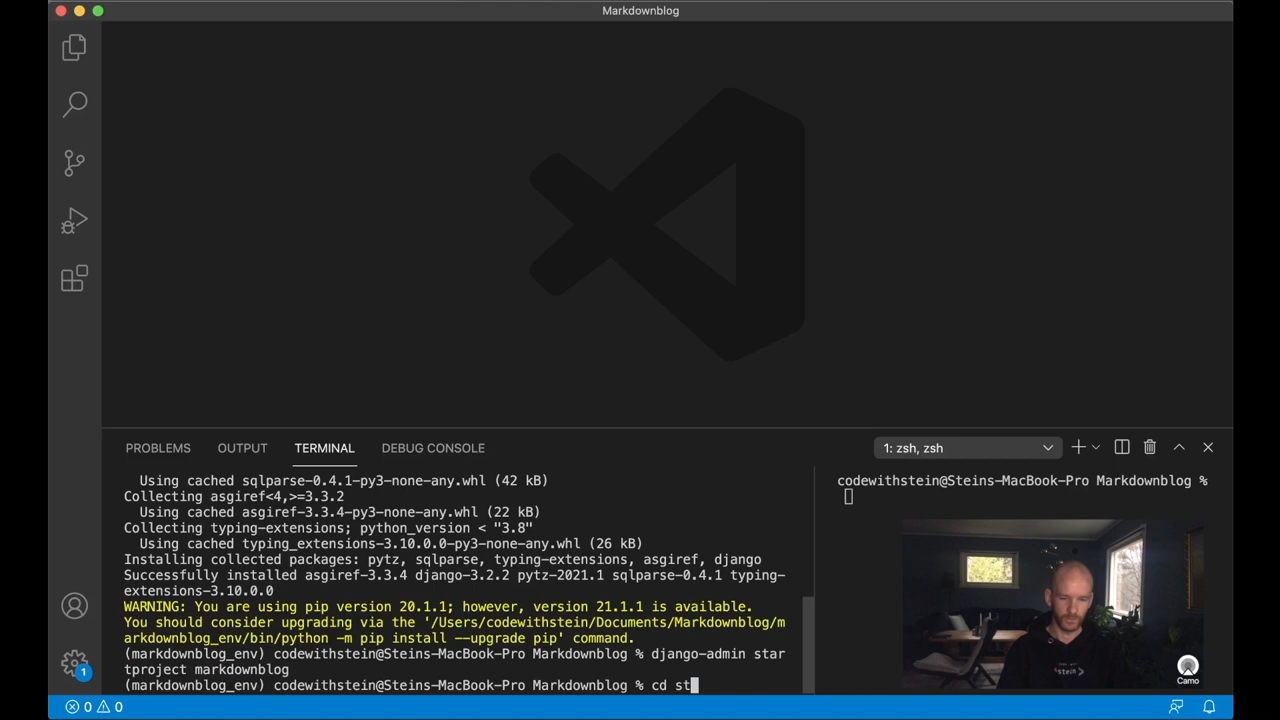 Markdownblog
PROBLEMS OUTPUT TERMINAL DEBUG CONSOLE
1: zsh, zsh
Using cached sqlparse-0.4.1-py3-none-any.whl (42 kB)
Collecting asgiref<4,>=3.3.2
Using cached asgiref-3.3.4-py3-none-any.whl (22 kB)
Collecting typing-extensions; python_version < "3.8"
Using cached typing_extensions-3.10.0.0-py3-none-any.whl (26 kB)
Installing collected packages: pytz, sqlparse, typing-extensions, asgiref, django
Successfully installed asgiref-3.3.4 django-3.2.2 pytz-2021.1 sqlparse-0.4.1 typing-
extensions-3.10.0.0
WARNING: You are using pip version 20.1.1; however, version 21.1.1 is available.
You should consider upgrading via the '/Users/codewithstein/Documents/Markdownblog/m
arkdownblog_env/bin/python -m pip install --upgrade pip' command.
(markdownblog_env) codewithstein@Steins-MacBook-Pro Markdownblog % django-admin star
tproject markdownblog
(markdownblog_env) codewithstein@Steins-MacBook-Pro Markdownblog % cd st
codewithstein@Steins-MacBook-Pro Markdownblog %
<stein>
Camo
1
0 0